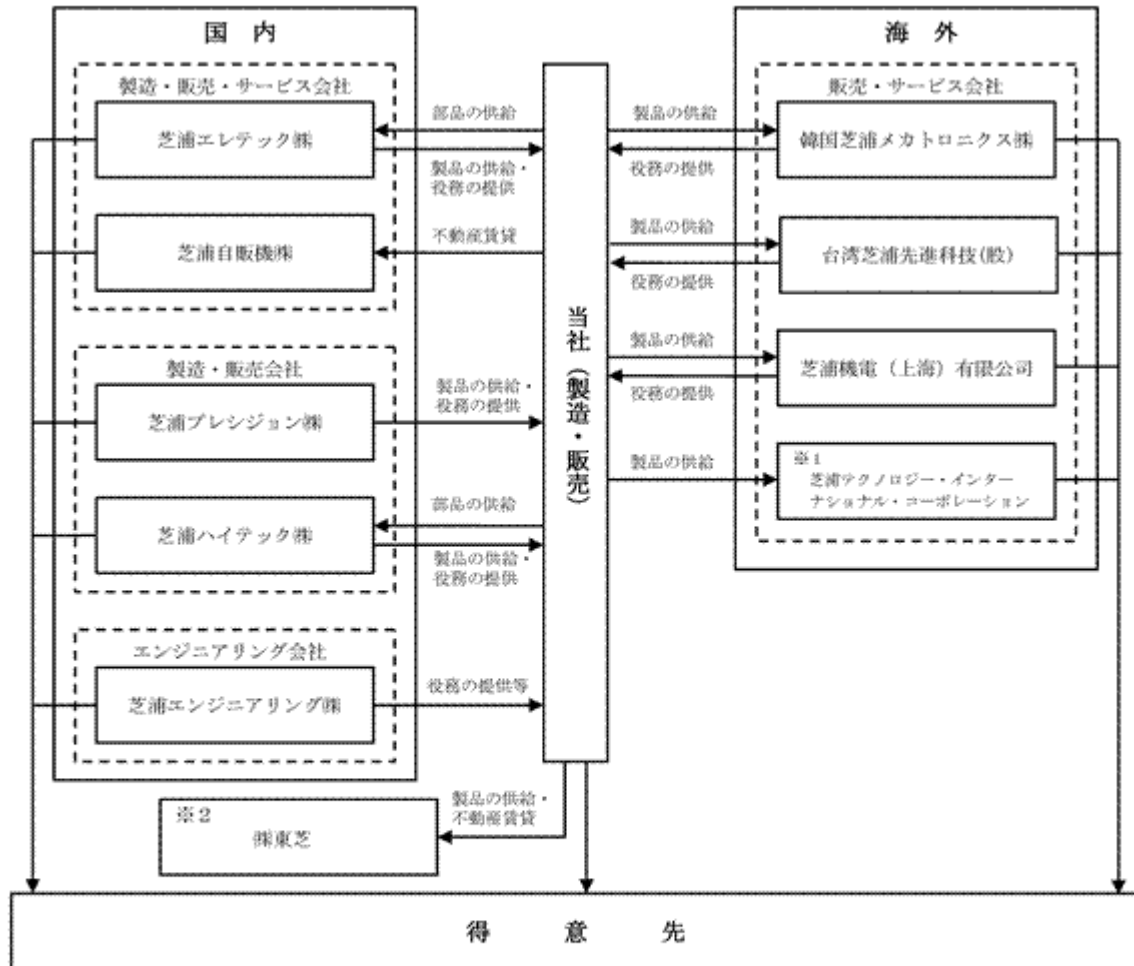 国内
製造・販売・サービス会社
芝浦エレテック㈱
芝浦自販機㈱
製造・販売会社
芝浦プレシジョン㈱
芝浦ハイテック㈱
エンジニアリング会社
芝浦エンジニアリング㈱
部品の供給
製品の供給・
役務の提供
不動産賃貸
製品の供給・
役務の提供
部品の供給
製品の供給・
役務の提供
役務の提供等
当社（製造・販売）
製品の供給
役務の提供
製品の供給
役務の提供
製品の供給
役務の提供
製品の供給
海外
販売・サービス会社
韓国芝浦メカトロニクス㈱
台湾芝浦先進科技(股)
芝浦機電（上海）有限公司
※1
芝浦テクノロジー・インター
ナショナル・コーポレーション
※2
㈱東芝
製品の供給・
不動産賃貸
得意先